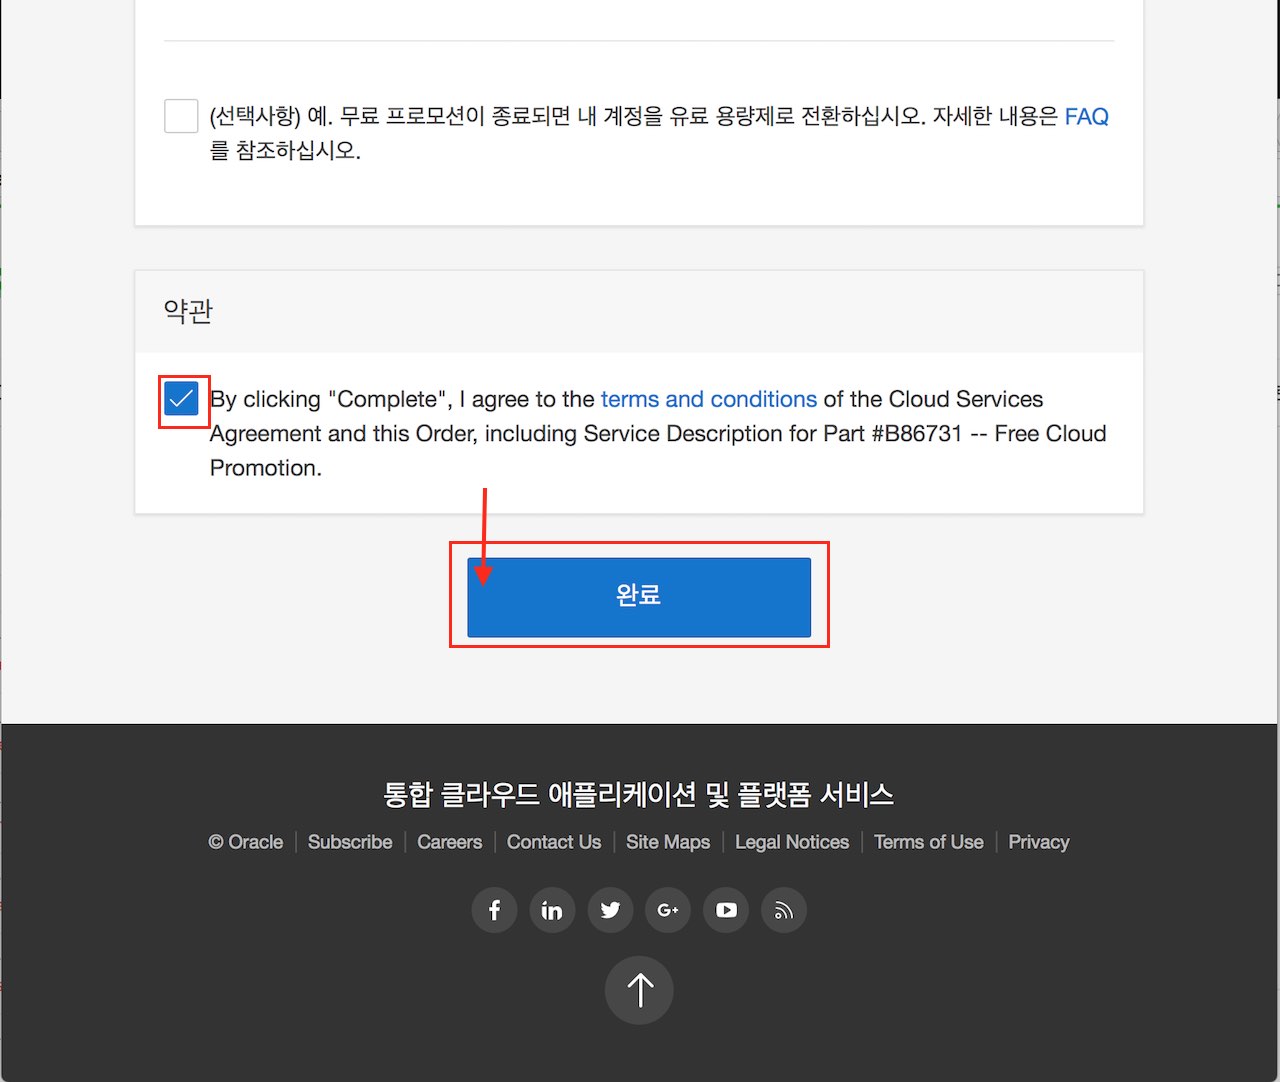 (선택사항) 예. 무료 프로모션이 종료되면 내 계정을 유료 용량제로 전환하십시오. 자세한 내용은 FAQ
를 참조하십시오.
약관
By clicking "Complete", I agree to the terms and conditions of the Cloud Services
Agreement and this Order, including Service Description for Part #B86731 -- Free Cloud
Promotion.
완료
통합 클라우드 애플리케이션 및 플랫폼 서비스
© Oracle | Subscribe | Careers | Contact Us | Site Maps | Legal Notices | Terms of Use | Privacy